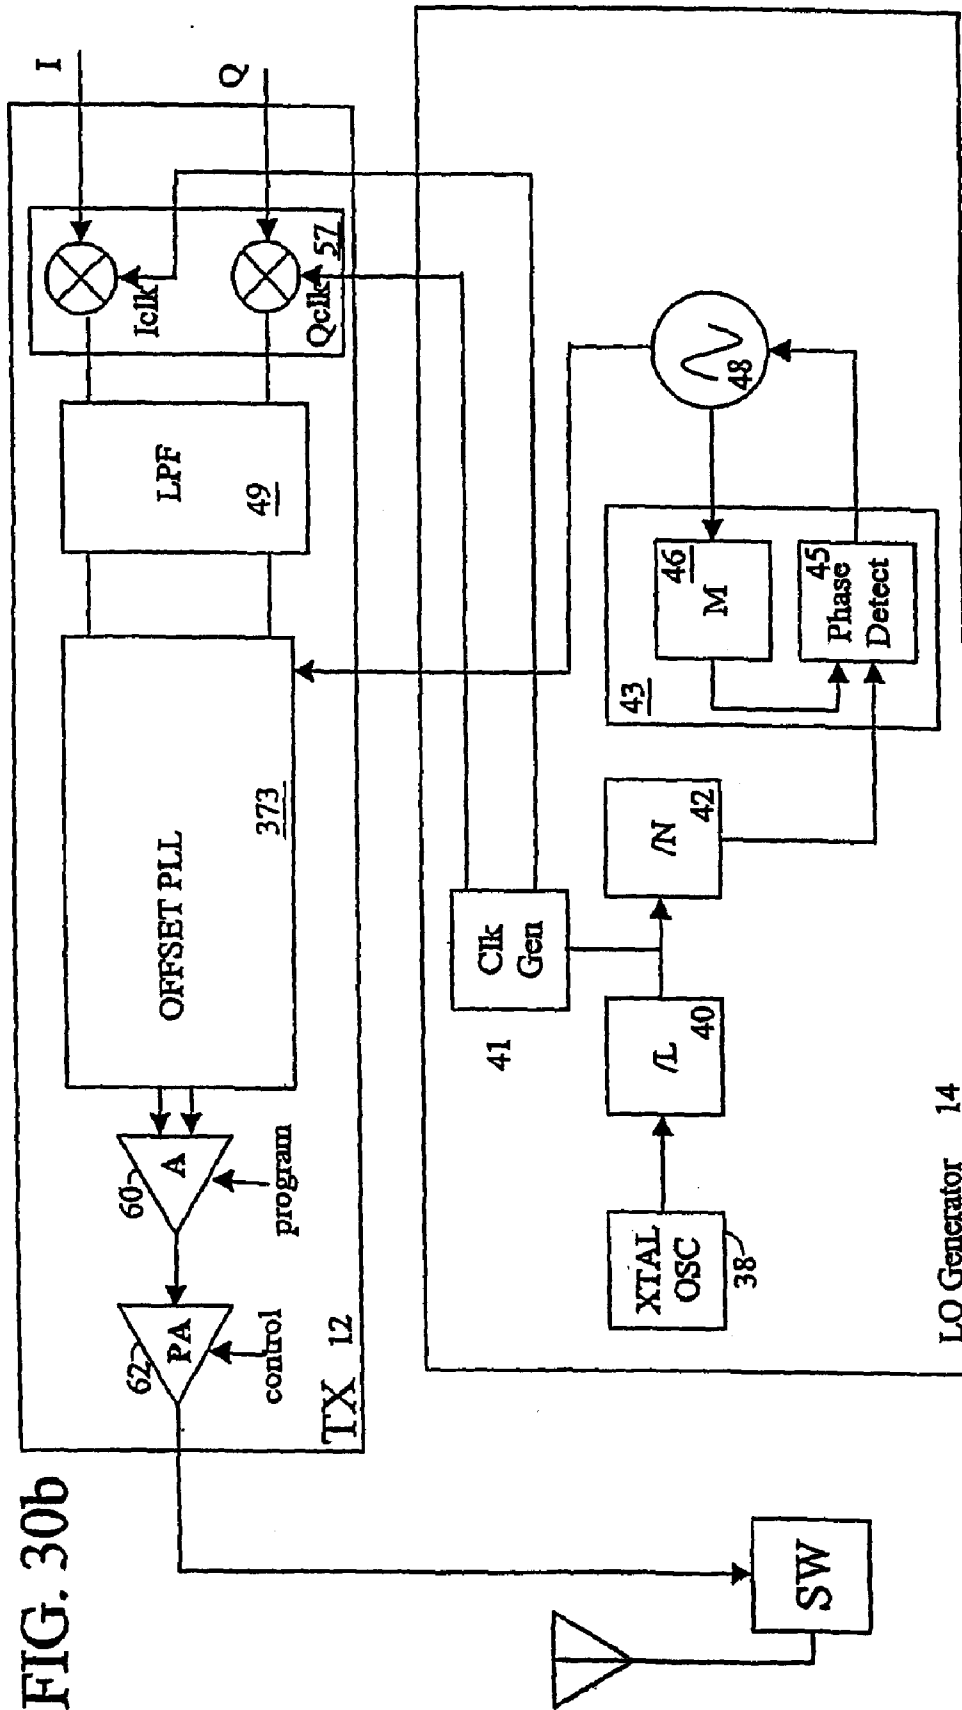 FIG. 30b
I
Q
Iclk
Qclk
57
LPF
49
OFFSET PLL
373
A
60
program
PA
62
control
TX 12
SW
XTAL
OSC
38
/L
40
Clk
Gen
41
/N
42
43
M
46
45
Phase
Detect
48
LO Generator 14